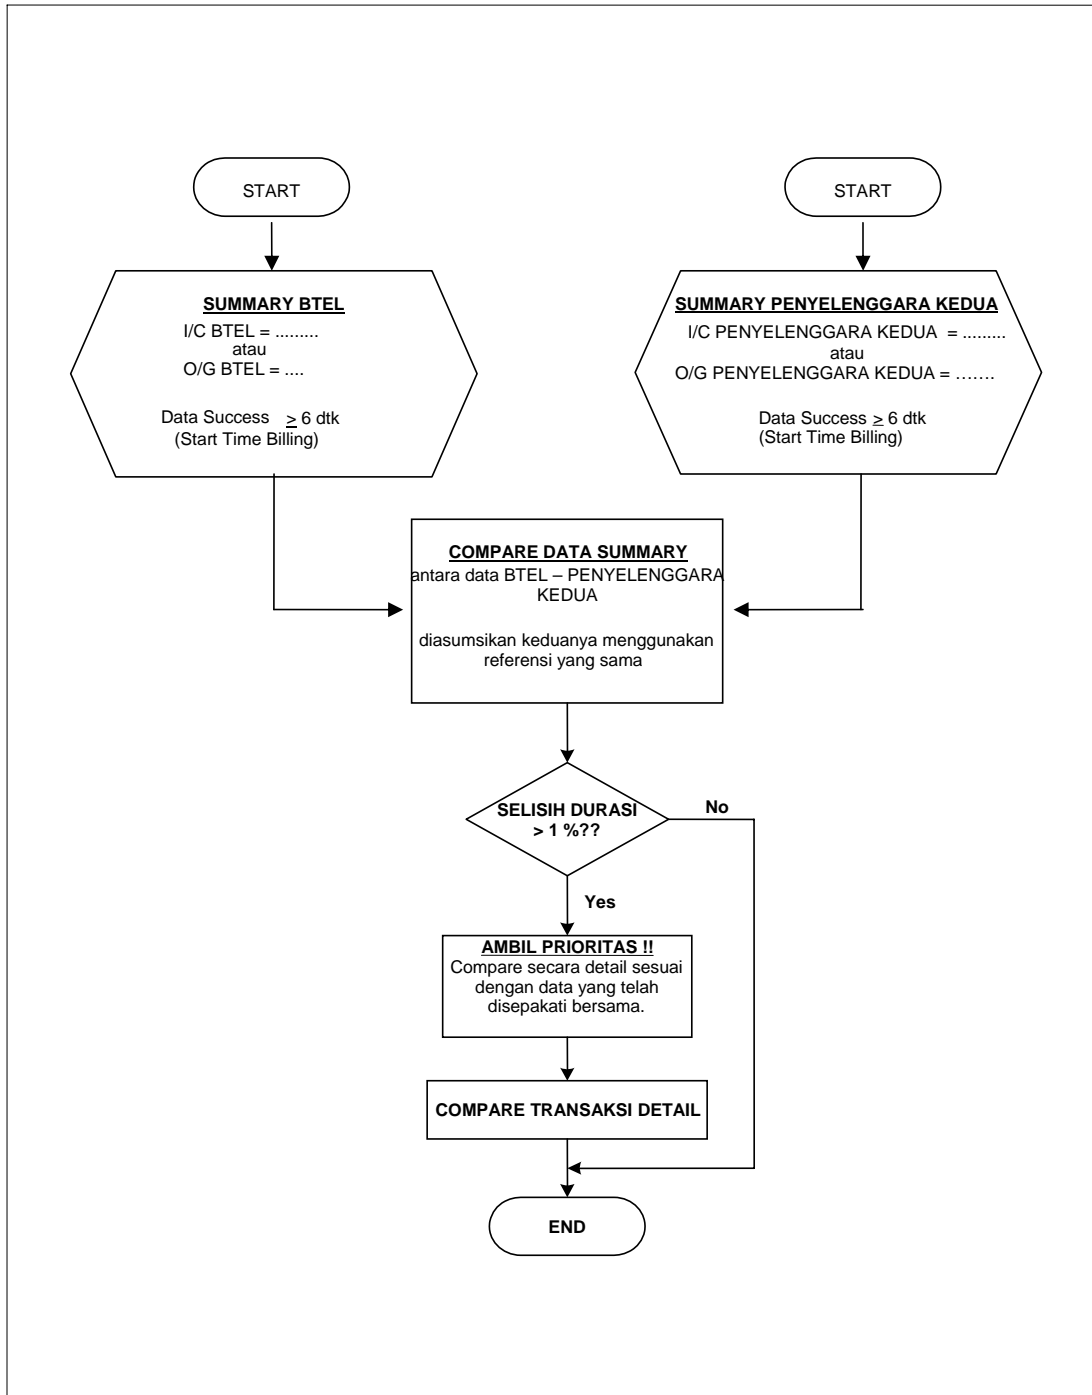 START
START
SUMMARY BTEL
I/C BTEL = .........
atau
O/G BTEL = ....
Data Success ≥ 6 dtk
(Start Time Billing)
SUMMARY PENYELENGGARA KEDUA
I/C PENYELENGGARA KEDUA = .........
atau
O/G PENYELENGGARA KEDUA = …….
Data Success ≥ 6 dtk
(Start Time Billing)
COMPARE DATA SUMMARY
antara data BTEL – PENYELENGGARA
KEDUA
diasumsikan keduanya menggunakan
referensi yang sama
SELISIH DURASI
> 1 %??
No
Yes
AMBIL PRIORITAS !!
Compare secara detail sesuai
dengan data yang telah
disepakati bersama.
COMPARE TRANSAKSI DETAIL
END